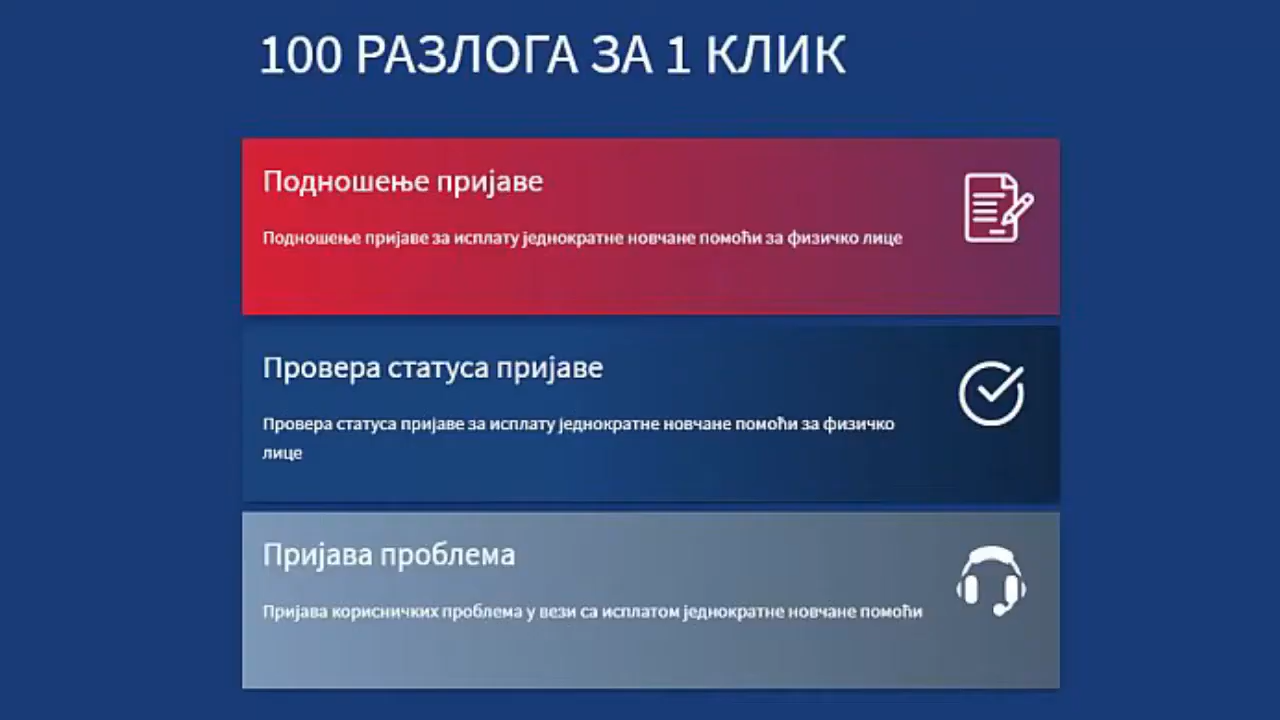 100 РАЗЛОГА ЗА 1 КЛИК
Подношење пријаве
Подношење пријаве за исплату једнократне новчане помоћи за физичко лице
Провера статуса пријаве
Провера статуса пријаве за исплату једнократне новчане помоћи за физичко
лице
Пријава проблема
Пријава корисничких проблема у вези са исплатом једнократне новчане помоћи